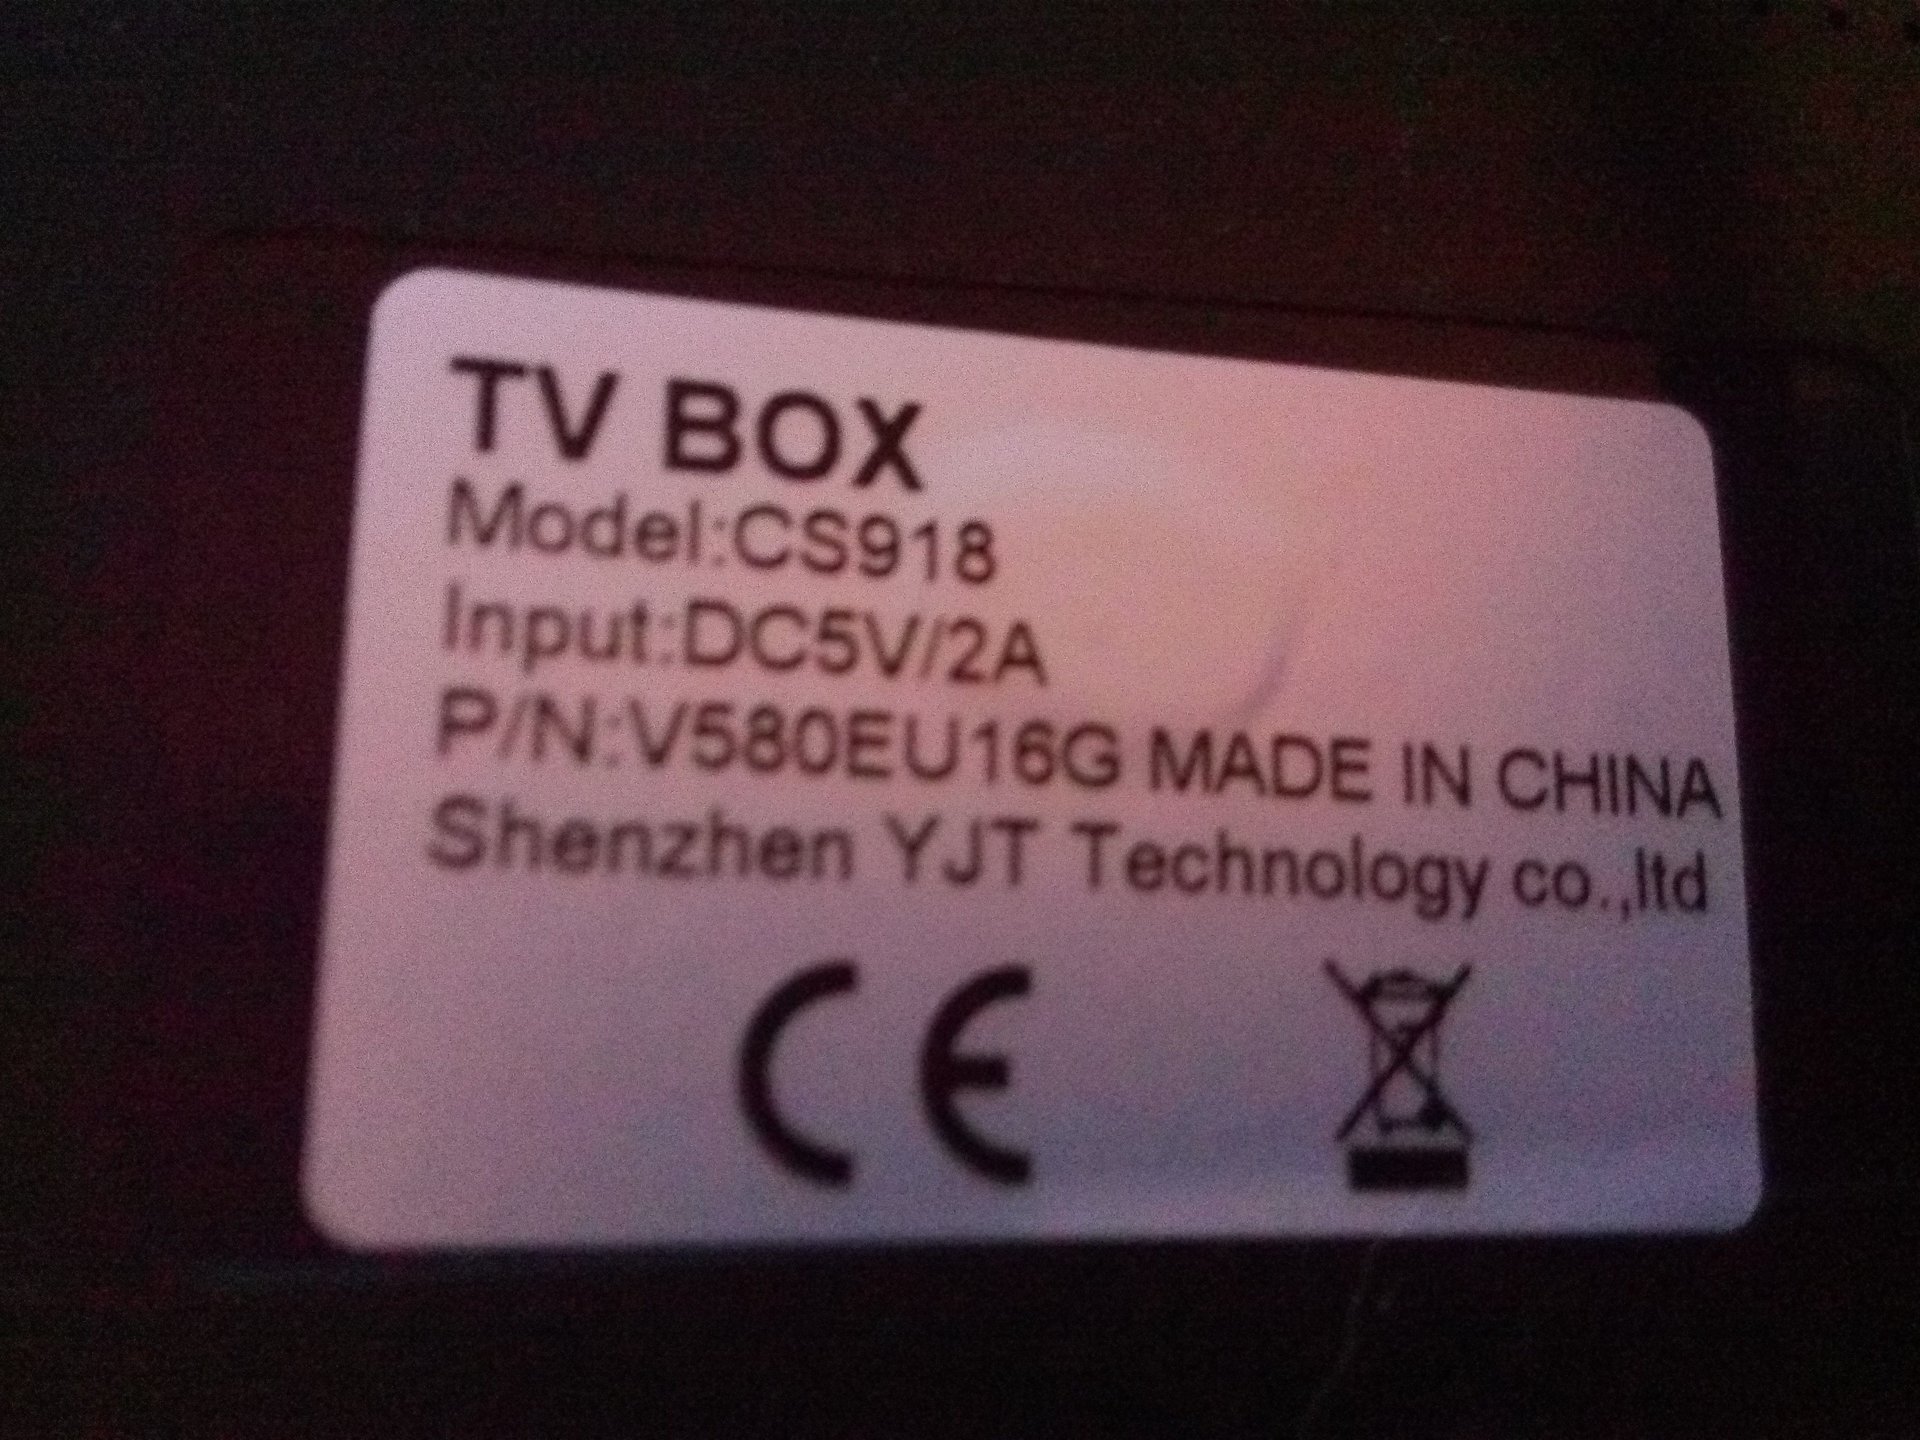 TV BOX
Model:CS918
Input:DC5V/2A
P/N:V580EU16G MADE IN CHINA
Shenzhen YJT Technology co.,ltd
CE